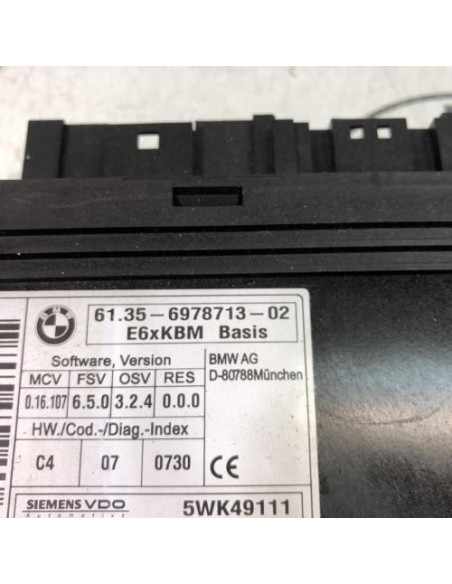 BMW
61.35-6978713-02
E6xKBM Basis
Software, Version
BMW AG
D-80788München
MCV FSV OSV RES
0.16.107 6.5.0 3.2.4 0.0.0
HW./Cod.-/Diag.-Index
C4 07 0730 CE
SIEMENS VDO
Automotive
5WK49111